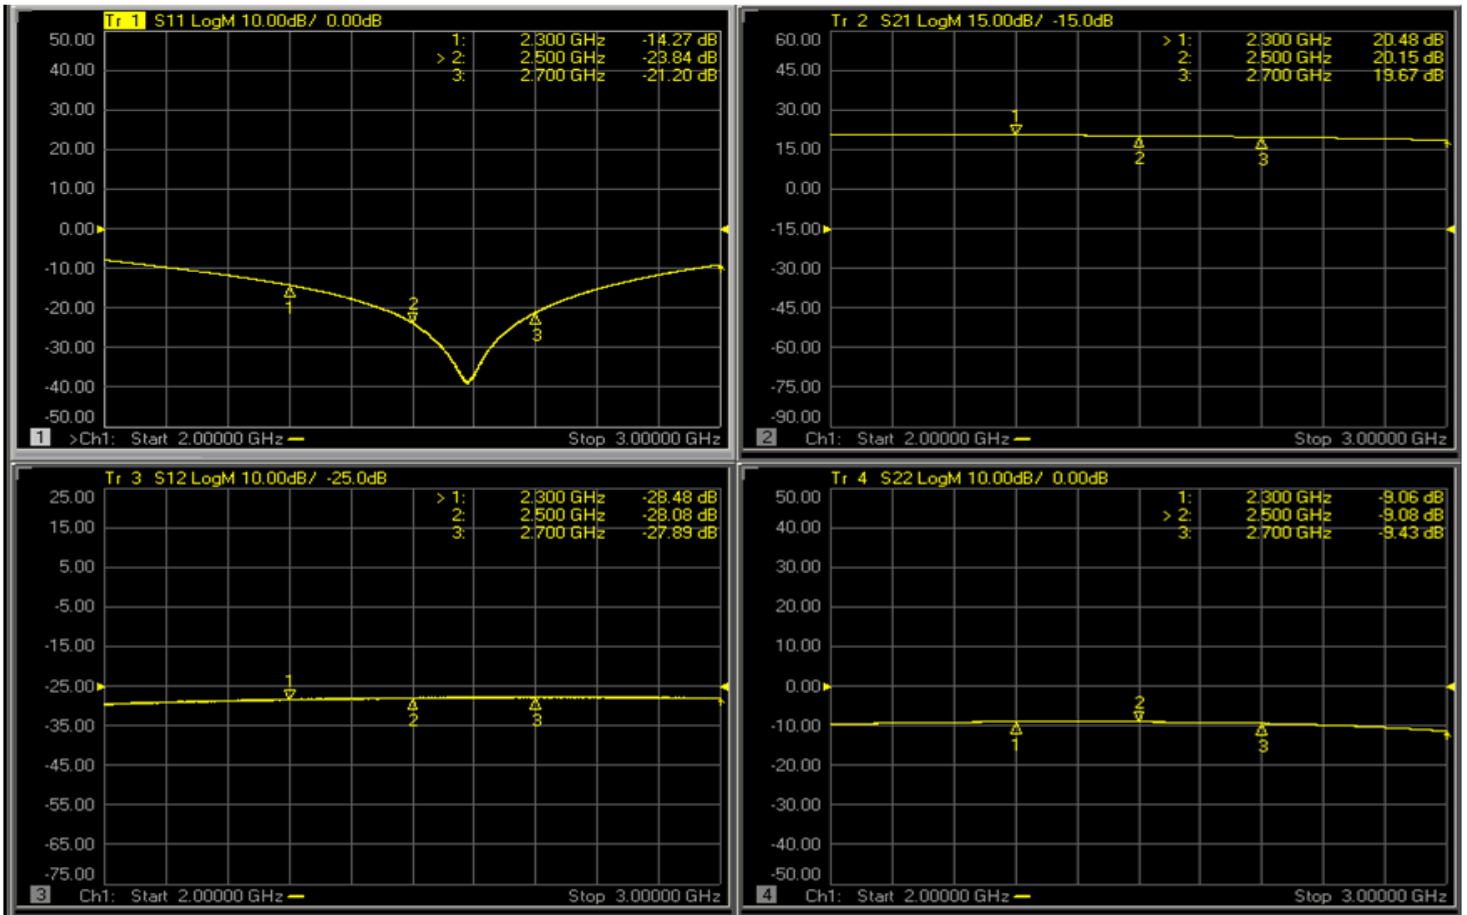 Tr 1 S11 LogM 10.00dB/ 0.00dB
50.00
40.00
30.00
20.00
10.00
0.00
-10.00
-20.00
-30.00
-40.00
-50.00
1: 2.300 GHz -14.27 dB
> 2: 2.500 GHz -23.84 dB
3: 2.700 GHz -21.20 dB
1
2
3
1 >Ch1: Start 2.00000 GHz Stop 3.00000 GHz
Tr 2 S21 LogM 15.00dB/ -15.0dB
60.00
45.00
30.00
15.00
0.00
-15.00
-30.00
-45.00
-60.00
-75.00
-90.00
> 1: 2.300 GHz 20.48 dB
2: 2.500 GHz 20.15 dB
3: 2.700 GHz 19.67 dB
1
2
3
2 Ch1: Start 2.00000 GHz Stop 3.00000 GHz
Tr 3 S12 LogM 10.00dB/ -25.0dB
25.00
15.00
5.00
-5.00
-15.00
-25.00
-35.00
-45.00
-55.00
-65.00
-75.00
> 1: 2.300 GHz -28.48 dB
2: 2.500 GHz -28.08 dB
3: 2.700 GHz -27.89 dB
1
2
3
3 Ch1: Start 2.00000 GHz Stop 3.00000 GHz
Tr 4 S22 LogM 10.00dB/ 0.00dB
50.00
40.00
30.00
20.00
10.00
0.00
-10.00
-20.00
-30.00
-40.00
-50.00
1: 2.300 GHz -9.06 dB
> 2: 2.500 GHz -9.08 dB
3: 2.700 GHz -9.43 dB
1
2
3
4 Ch1: Start 2.00000 GHz Stop 3.00000 GHz